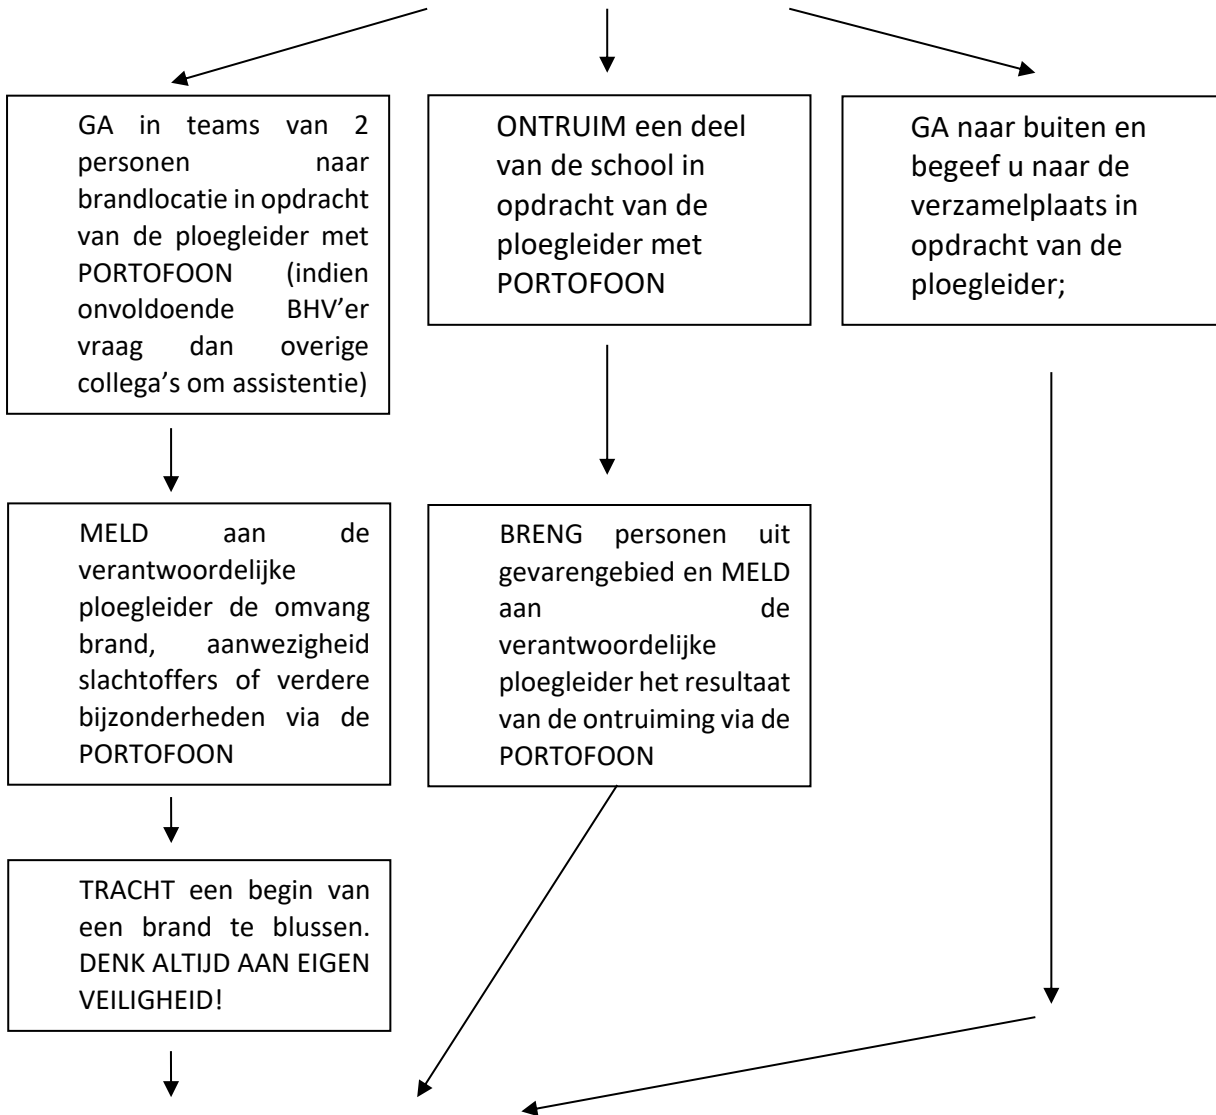 GA in teams van 2
personen naar
brandlocatie in opdracht
van de ploegleider met
PORTOFOON (indien
onvoldoende BHV’er
vraag dan overige
collega’s om assistentie)
ONTRUIM een deel
van de school in
opdracht van de
ploegleider met
PORTOFOON
GA naar buiten en
begeef u naar de
verzamelplaats in
opdracht van de
ploegleider;
MELD aan de
verantwoordelijke
ploegleider de omvang
brand, aanwezigheid
slachtoffers of verdere
bijzonderheden via de
PORTOFOON
BRENG personen uit
gevarengebied en MELD
aan de
verantwoordelijke
ploegleider het resultaat
van de ontruiming via de
PORTOFOON
TRACHT een begin van
een brand te blussen.
DENK ALTIJD AAN EIGEN
VEILIGHEID!